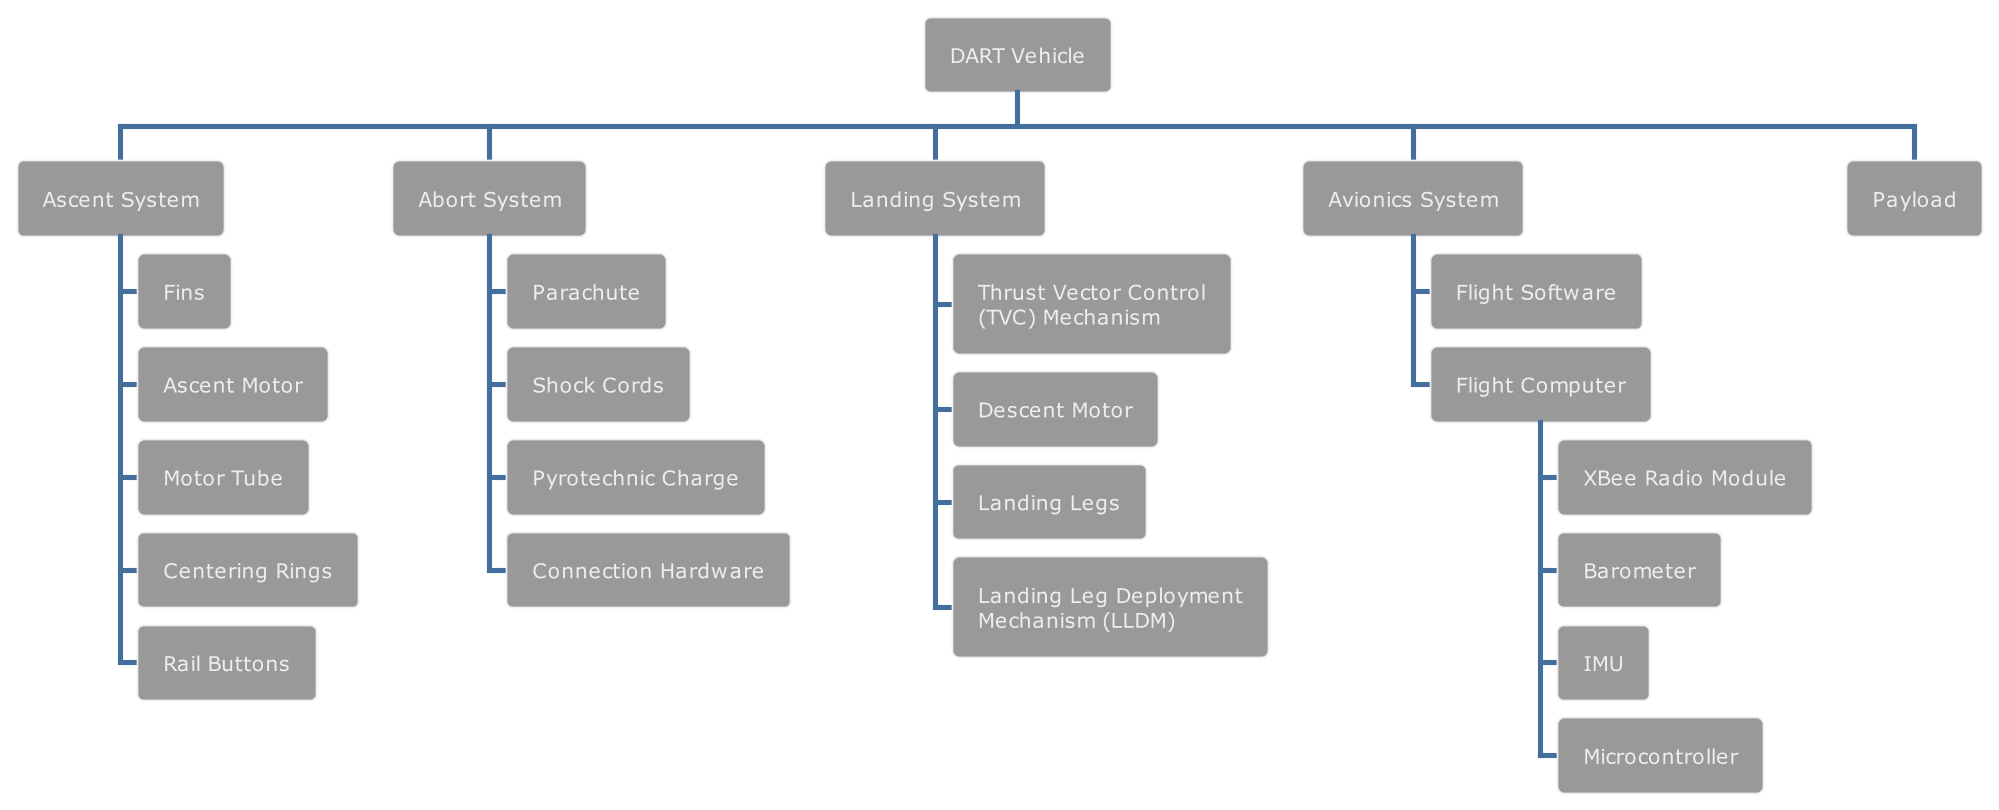 DART Vehicle
Ascent System
Fins
Ascent Motor
Motor Tube
Centering Rings
Rail Buttons
Abort System
Parachute
Shock Cords
Pyrotechnic Charge
Connection Hardware
Landing System
Thrust Vector Control
(TVC) Mechanism
Descent Motor
Landing Legs
Landing Leg Deployment
Mechanism (LLDM)
Avionics System
Flight Software
Flight Computer
XBee Radio Module
Barometer
IMU
Microcontroller
Payload